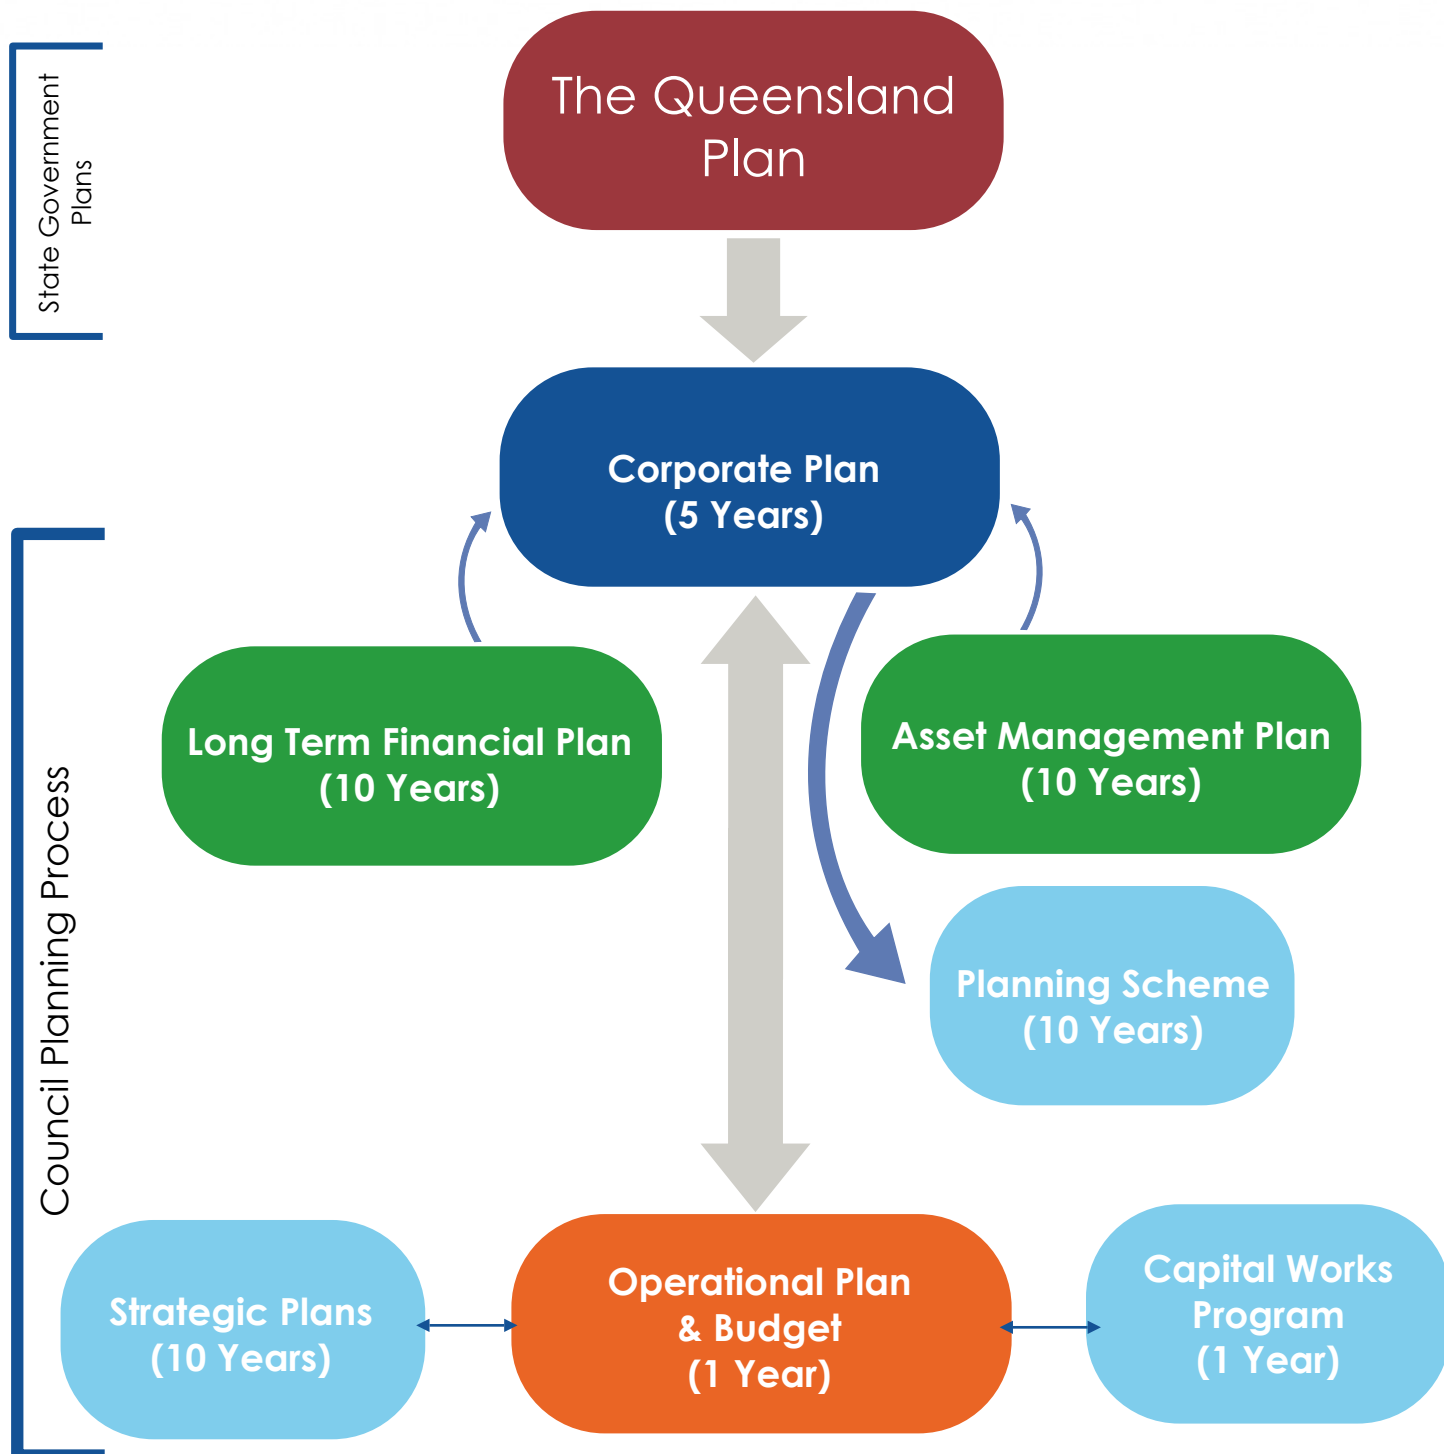 State Government
Plans
The Queensland
Plan
Corporate Plan
(5 Years)
Council Planning Process
Long Term Financial Plan
(10 Years)
Asset Management Plan
(10 Years)
Planning Scheme
(10 Years)
Strategic Plans
(10 Years)
Operational Plan
& Budget
(1 Year)
Capital Works
Program
(1 Year)